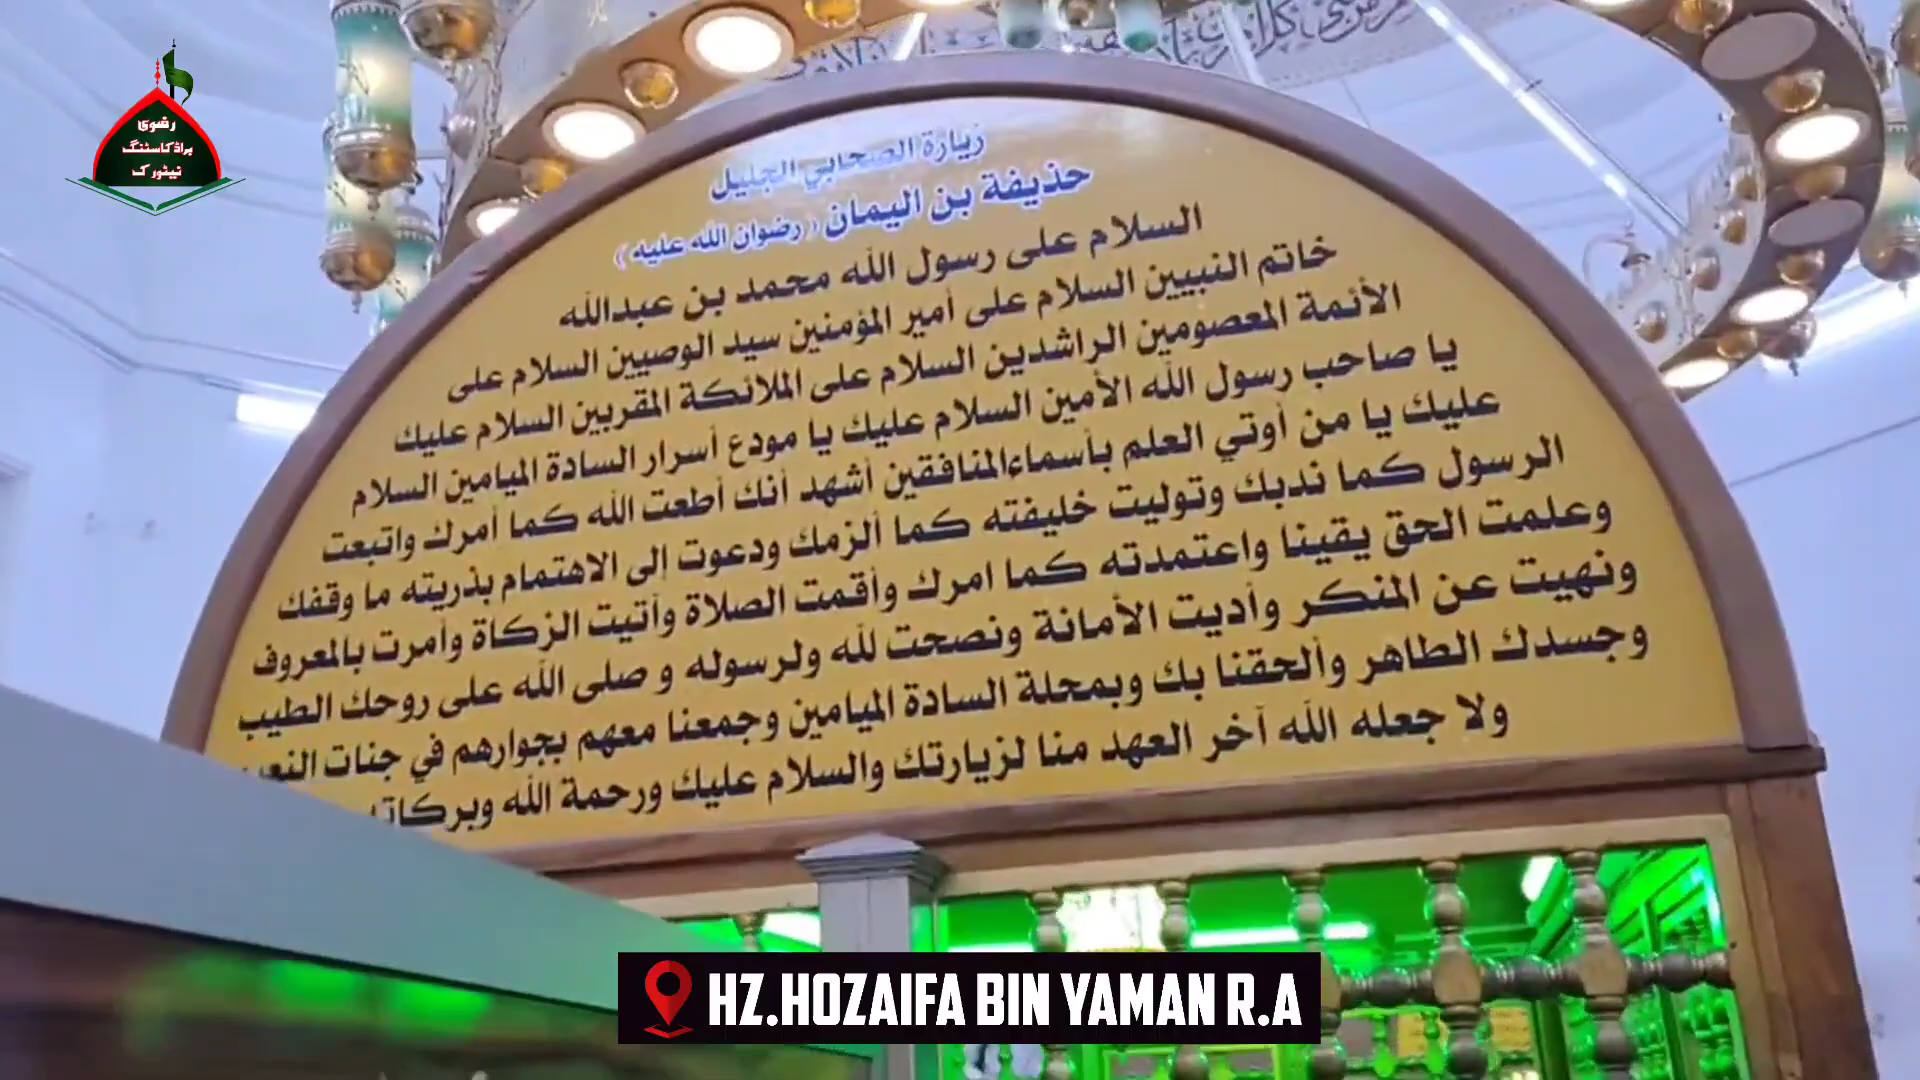 رضوی
براڈکاسٹنگ
نیٹورک
زيارة الصحابي الجليل
حذيفة بن اليمان (رضوان الله عليه)
السلام على رسول الله محمد بن عبدالله
خاتم النبيين السلام على أمير المؤمنين سيد الوصيين السلام على
الأئمة المعصومين الراشدين السلام على الملائكة المقربين السلام عليك
يا صاحب رسول الله الأمين السلام عليك يا مودع أسرار السادة الميامين السلام
عليك يا من أوتي العلم بأسماءالمنافقين أشهد أنك أطعت الله كما أمرك واتبعت
الرسول كما ندبك وتوليت خليفته كما ألزمك ودعوت إلى الاهتمام بذريته ما وقفك
وعلمت الحق يقينا واعتمدته كما امرك وأقمت الصلاة وأتيت الزكاة وأمرت بالمعروف
ونهيت عن المنكر وأديت الأمانة ونصحت لله ولرسوله و صلى الله على روحك الطيب
وجسدك الطاهر وألحقنا بك وبمحلة السادة الميامين وجمعنا معهم بجوارهم في جنات
ولا جعله الله آخر العهد منا لزيارتك والسلام عليك ورحمة الله
HZ.HOZAIFA BIN YAMAN R.A